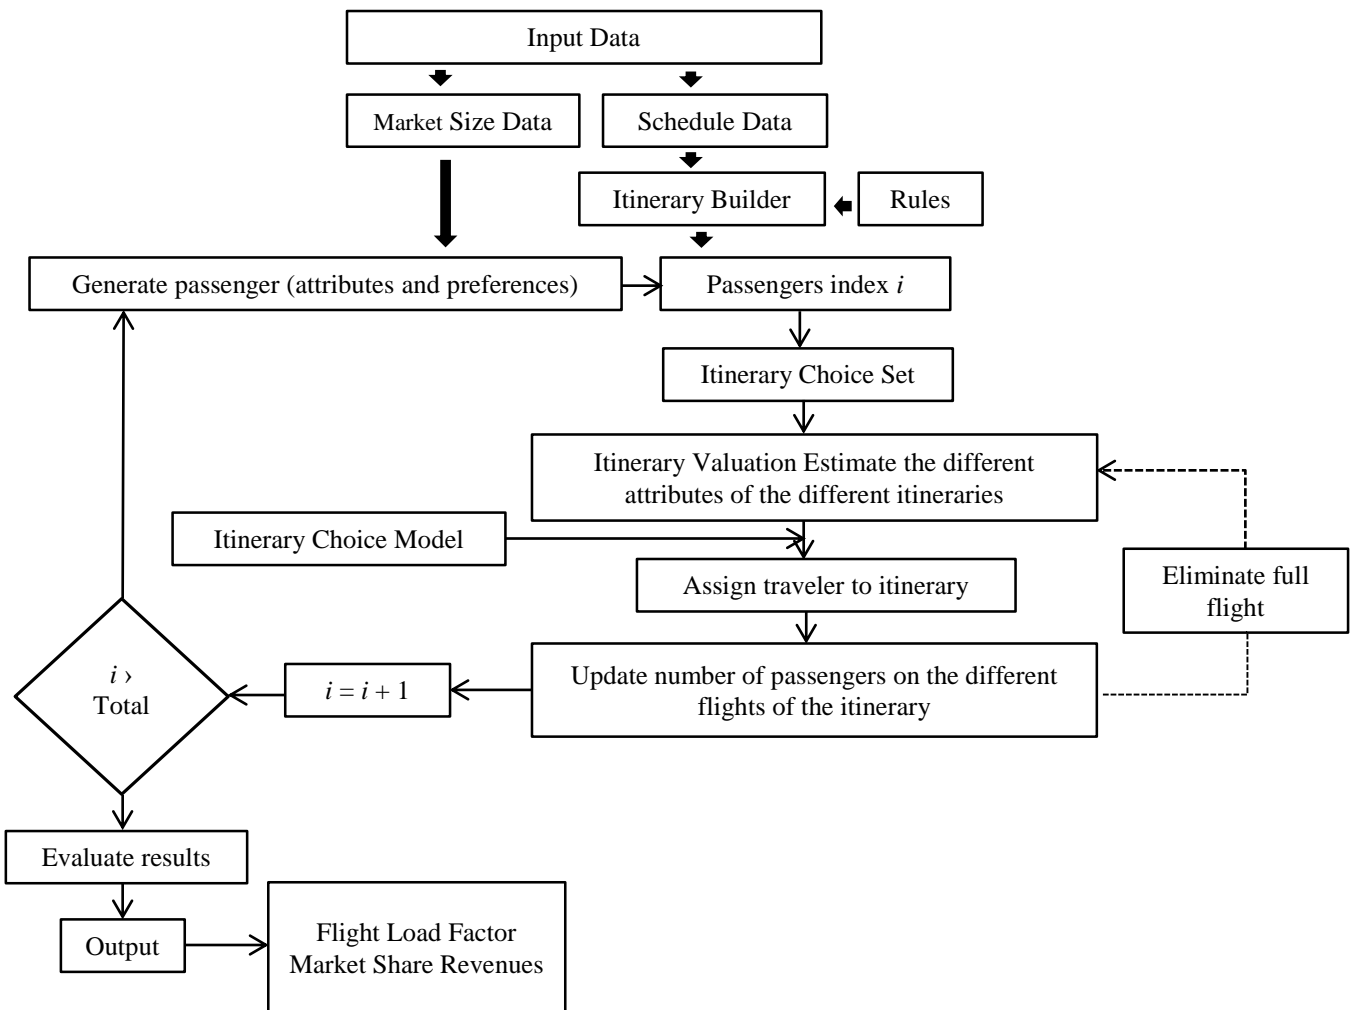 Input Data
Market Size Data
Schedule Data
Itinerary Builder
Rules
Generate passenger (attributes and preferences)
Passengers index i
Itinerary Choice Set
Itinerary Valuation Estimate the different
attributes of the different itineraries
Itinerary Choice Model
Assign traveler to itinerary
Eliminate full
flight
Update number of passengers on the different
flights of the itinerary
i = i + 1
i ›
Total
Evaluate results
Output
Flight Load Factor
Market Share Revenues